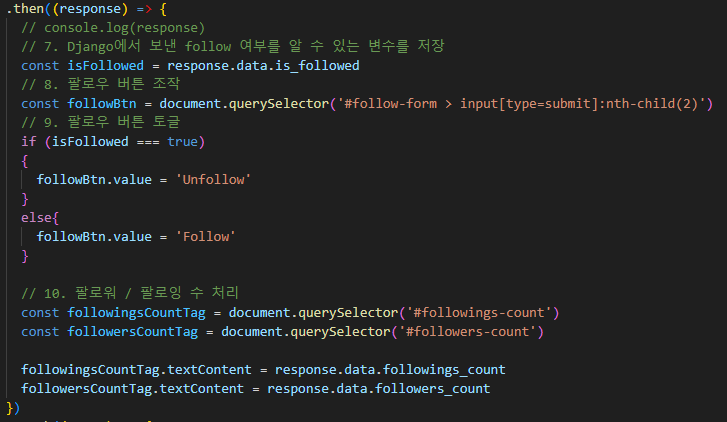 .then((response) => {
// console.log(response)
// 7. Django에서 보낸 follow 여부를 알 수 있는 변수를 저장
const isFollowed = response.data.is_followed
// 8. 팔로우 버튼 조작
const followBtn = document.querySelector('#follow-form > input[type=submit]:nth-child(2)')
// 9. 팔로우 버튼 토글
if (isFollowed === true)
{
followBtn.value = 'Unfollow'
}
else{
followBtn.value = 'Follow'
}
// 10. 팔로워 / 팔로잉 수 처리
const followingsCountTag = document.querySelector('#followings-count')
const followersCountTag = document.querySelector('#followers-count')
followingsCountTag.textContent = response.data.followings_count
followersCountTag.textContent = response.data.followers_count
})